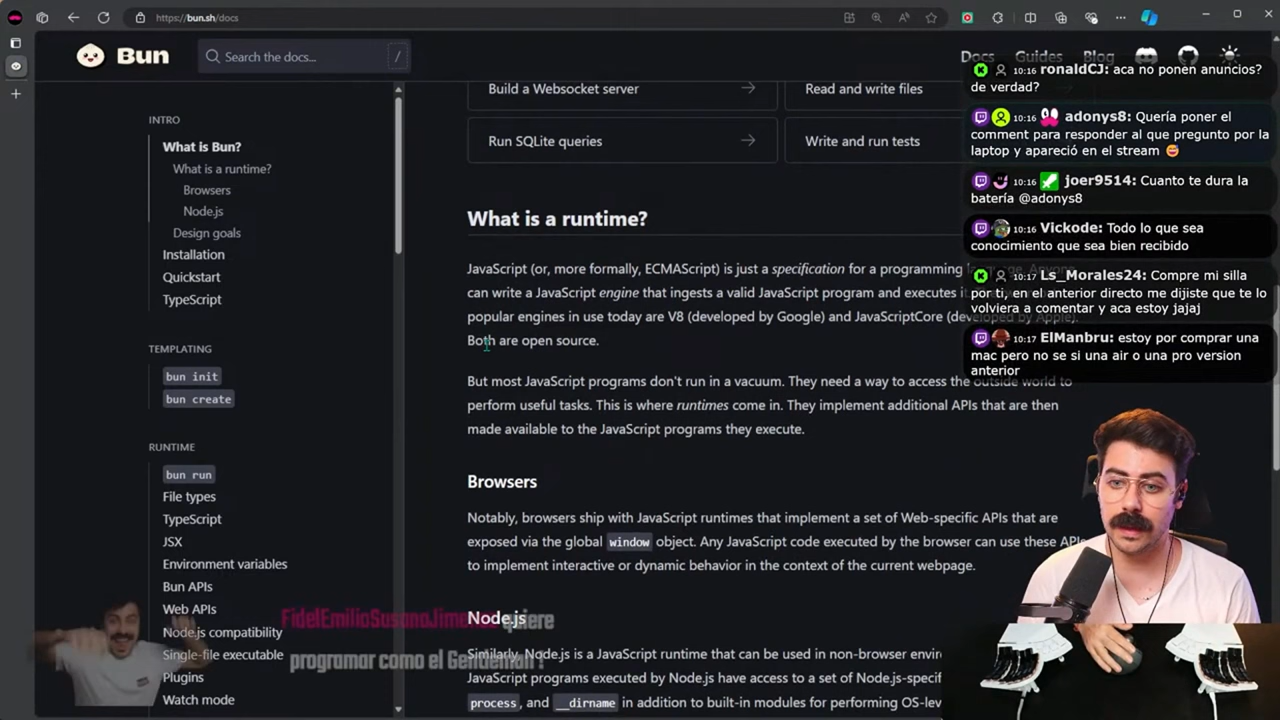 https://bun.sh/docs
Bun
Search the docs...
/
Docs
Guides
Blog
INTRO
What is Bun?
What is a runtime?
Browsers
Node.js
Design goals
Installation
Quickstart
TypeScript
TEMPLATING
bun init
bun create
RUNTIME
bun run
File types
TypeScript
JSX
Environment variables
Bun APIs
Web APIs
Node.js compatibility
Single-file executable
Plugins
Watch mode
Build a Websocket server
Read and write files
Run SQLite queries
Write and run tests
What is a runtime?
JavaScript (or, more formally, ECMAScript) is just a specification for a programming
can write a JavaScript engine that ingests a valid JavaScript program and executes
popular engines in use today are V8 (developed by Google) and JavaScriptCore (developed by Apple).
Both are open source.
But most JavaScript programs don't run in a vacuum. They need a way to access the outside world to
perform useful tasks. This is where runtimes come in. They implement additional APIs that are then
made available to the JavaScript programs they execute.
Browsers
Notably, browsers ship with JavaScript runtimes that implement a set of Web-specific APIs that are
exposed via the global window object. Any JavaScript code executed by the browser can use these APIs
to implement interactive or dynamic behavior in the context of the current webpage.
Node.js
Similarly, Node.js is a JavaScript runtime that can be used in non-browser
JavaScript programs executed by Node.js have access to a set of Node.js-specif
process, and __dirname in addition to built-in modules for performing OS-lev
10:16 ronaldCJ: aca no ponen anuncios?
de verdad?
10:16 adonys8: Quería poner el
comment para responder al que pregunto por la
laptop y apareció en el stream
10:16 joer9514: Cuanto te dura la
batería @adonys8
10:16 Vickode: Todo lo que sea
conocimiento que sea bien recibido
10:17 Ls_Morales24: Compre mi silla
por ti, en el anterior directo me dijiste que te lo
volviera a comentar y aca estoy jajaj
10:17 ElManbru: estoy por comprar una
mac pero no se si una air o una pro version
anterior
quiere
programar como el Gentleman !